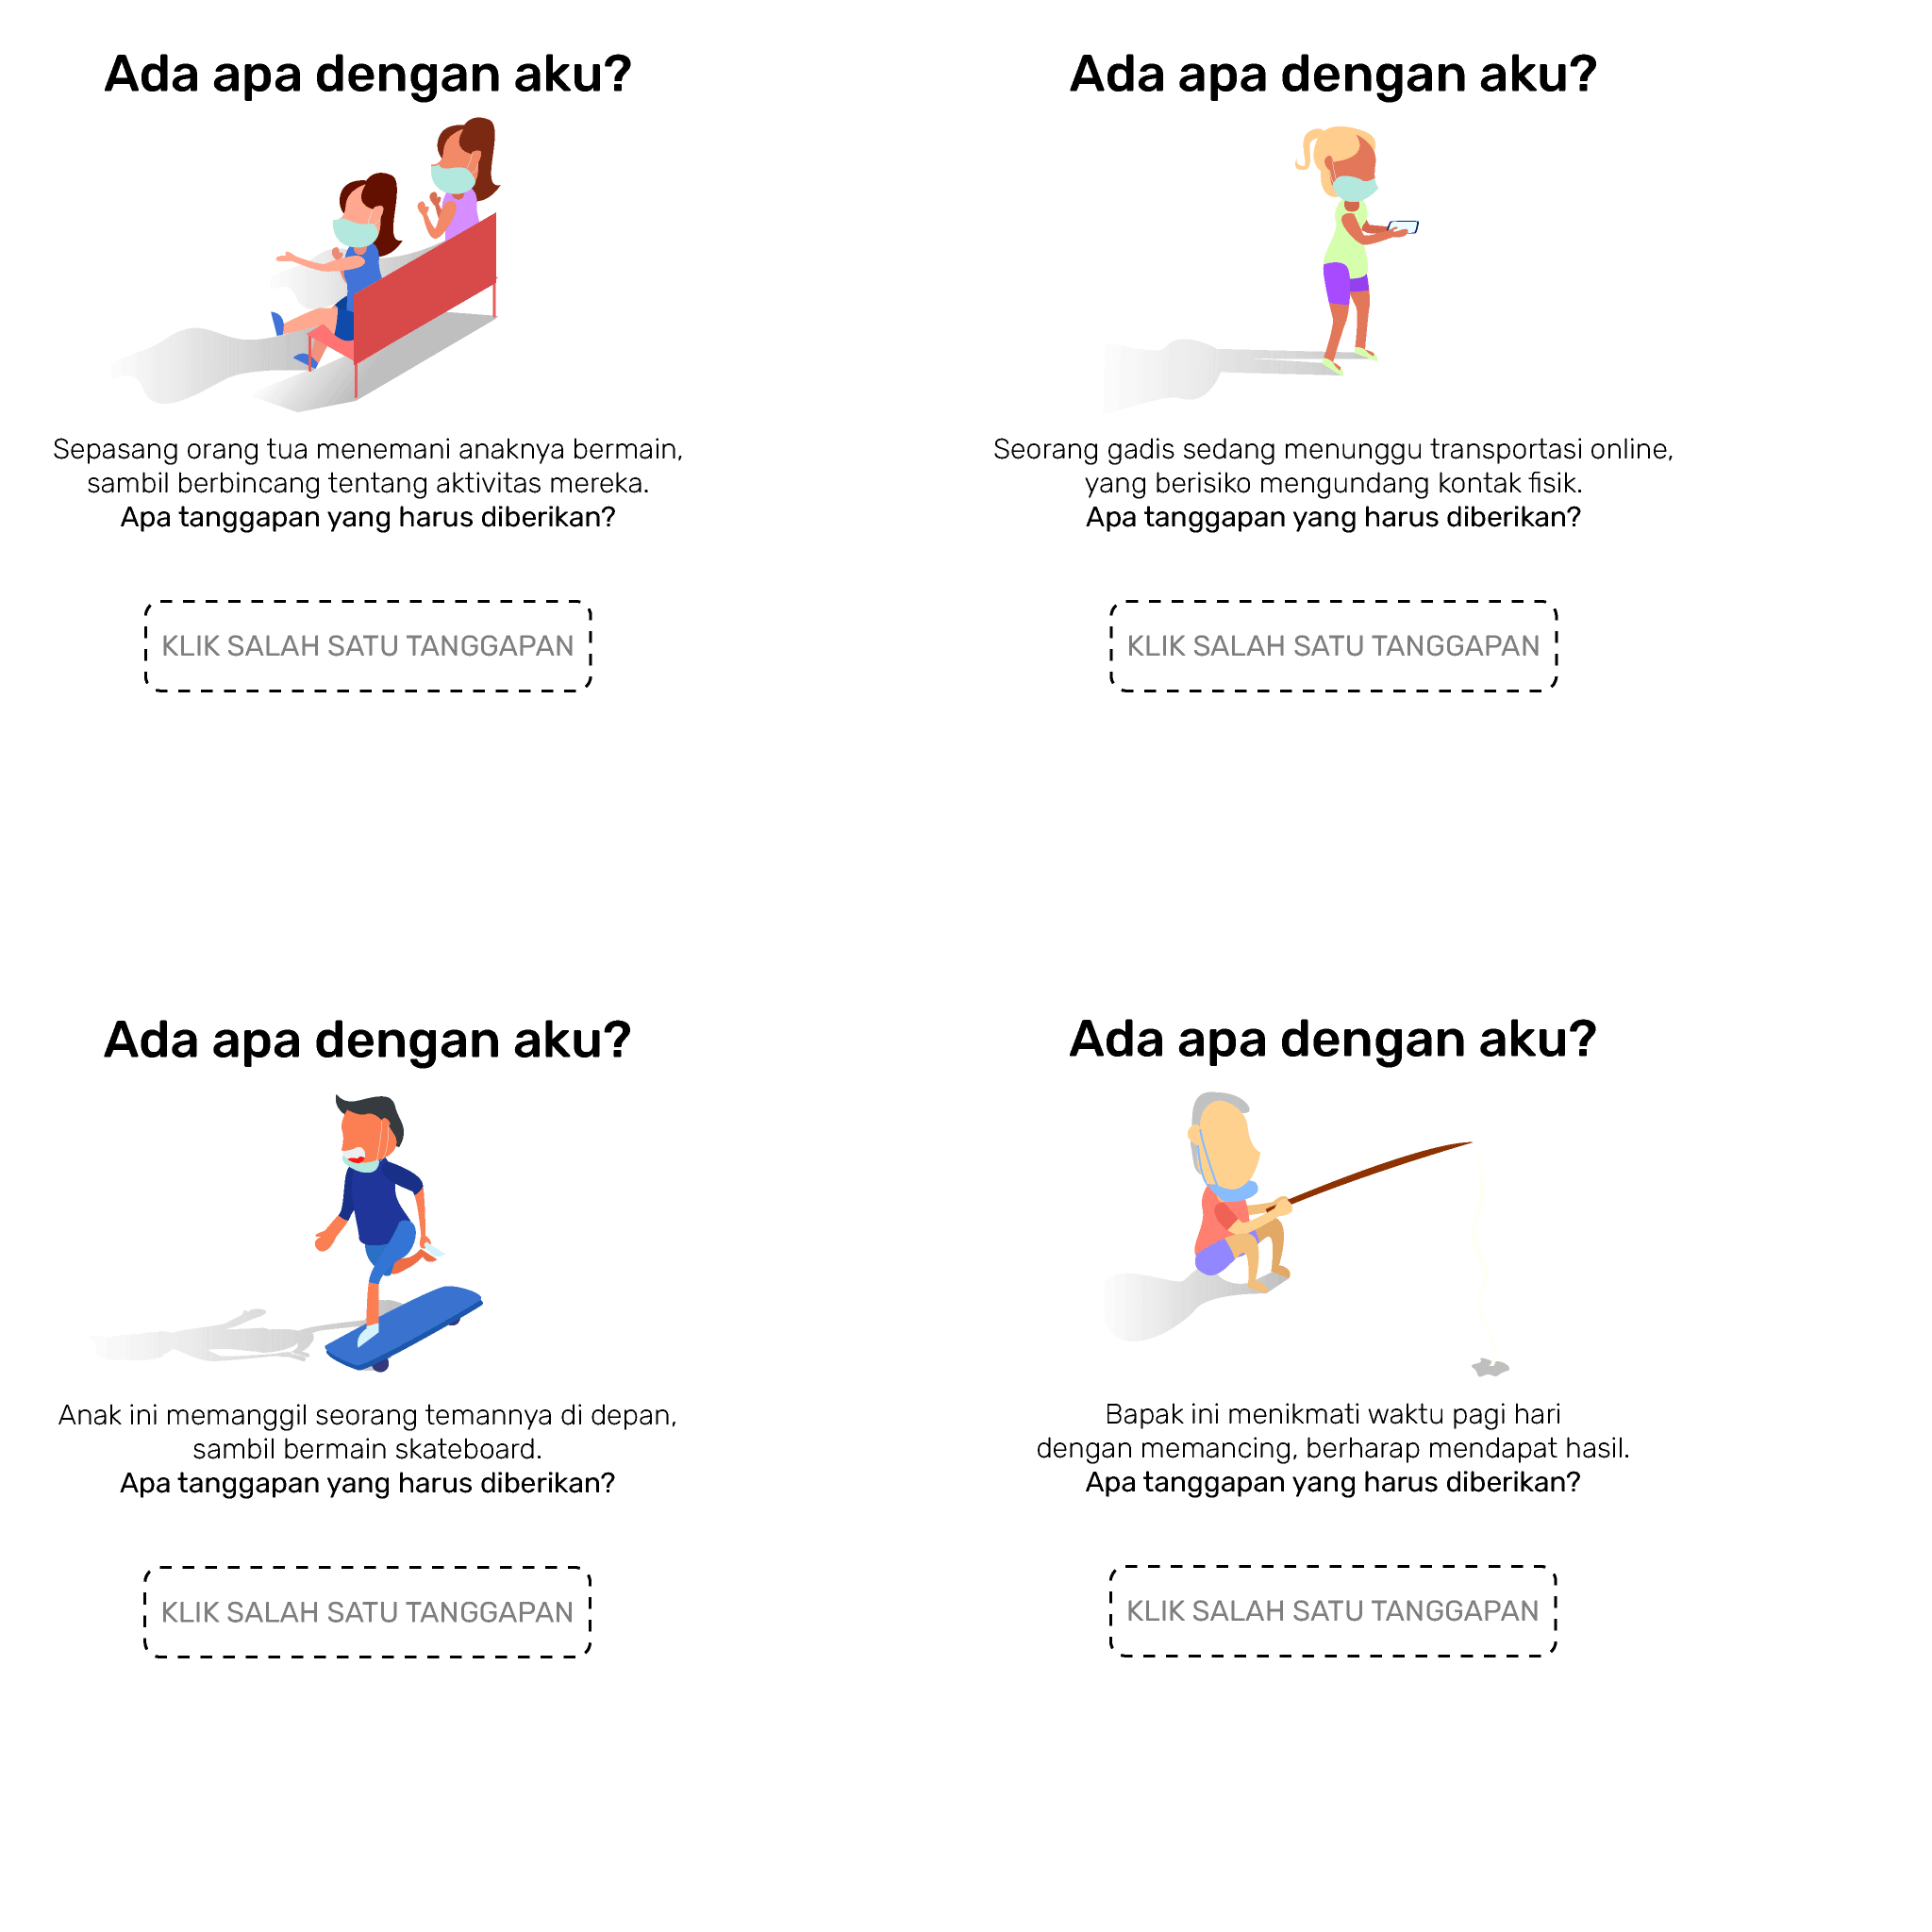 Ada apa dengan aku?
Sepasang orang tua menemani anaknya bermain,
sambil berbincang tentang aktivitas mereka.
Apa tanggapan yang harus diberikan?
KLIK SALAH SATU TANGGAPAN
Ada apa dengan aku?
Seorang gadis sedang menunggu transportasi online,
yang berisiko mengundang kontak fisik.
Apa tanggapan yang harus diberikan?
KLIK SALAH SATU TANGGAPAN
Ada apa dengan aku?
Anak ini memanggil seorang temannya di depan,
sambil bermain skateboard.
Apa tanggapan yang harus diberikan?
KLIK SALAH SATU TANGGAPAN
Ada apa dengan aku?
Bapak ini menikmati waktu pagi hari
dengan memancing, berharap mendapat hasil.
Apa tanggapan yang harus diberikan?
KLIK SALAH SATU TANGGAPAN